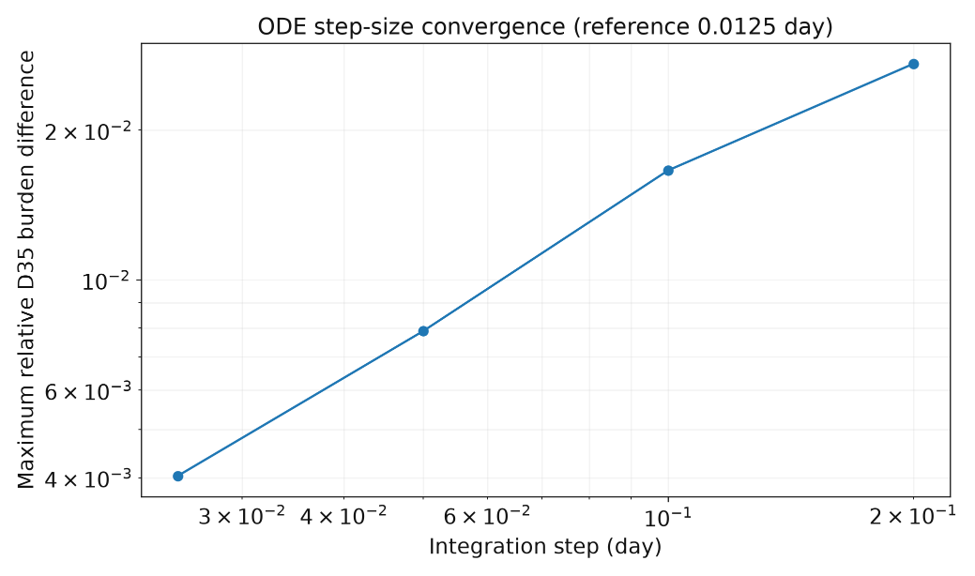 ODE step-size convergence (reference 0.0125 day)
Maximum relative D35 burden difference
2 × 10⁻²
10⁻²
6 × 10⁻³
4 × 10⁻³
3 × 10⁻² 4 × 10⁻² 6 × 10⁻² 10⁻¹ 2 × 10⁻¹
Integration step (day)